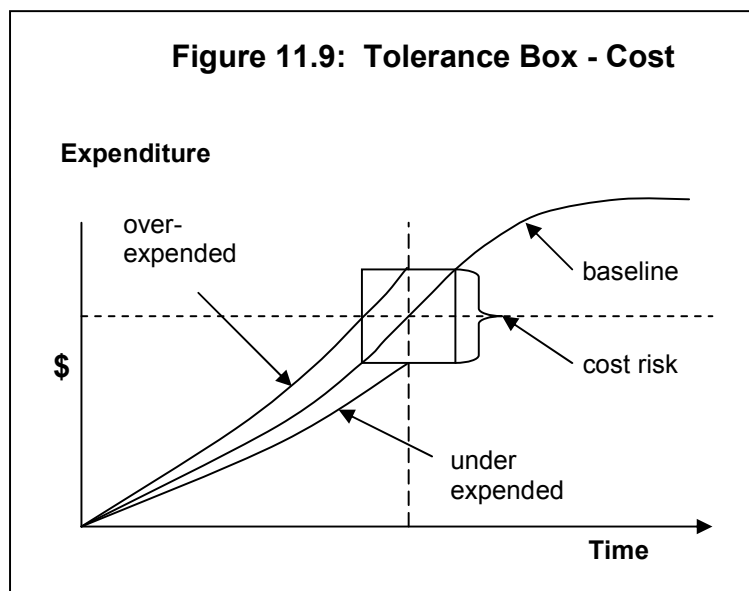 Figure 11.9: Tolerance Box - Cost
Expenditure
over-
expended
baseline
$
cost risk
under
expended
Time